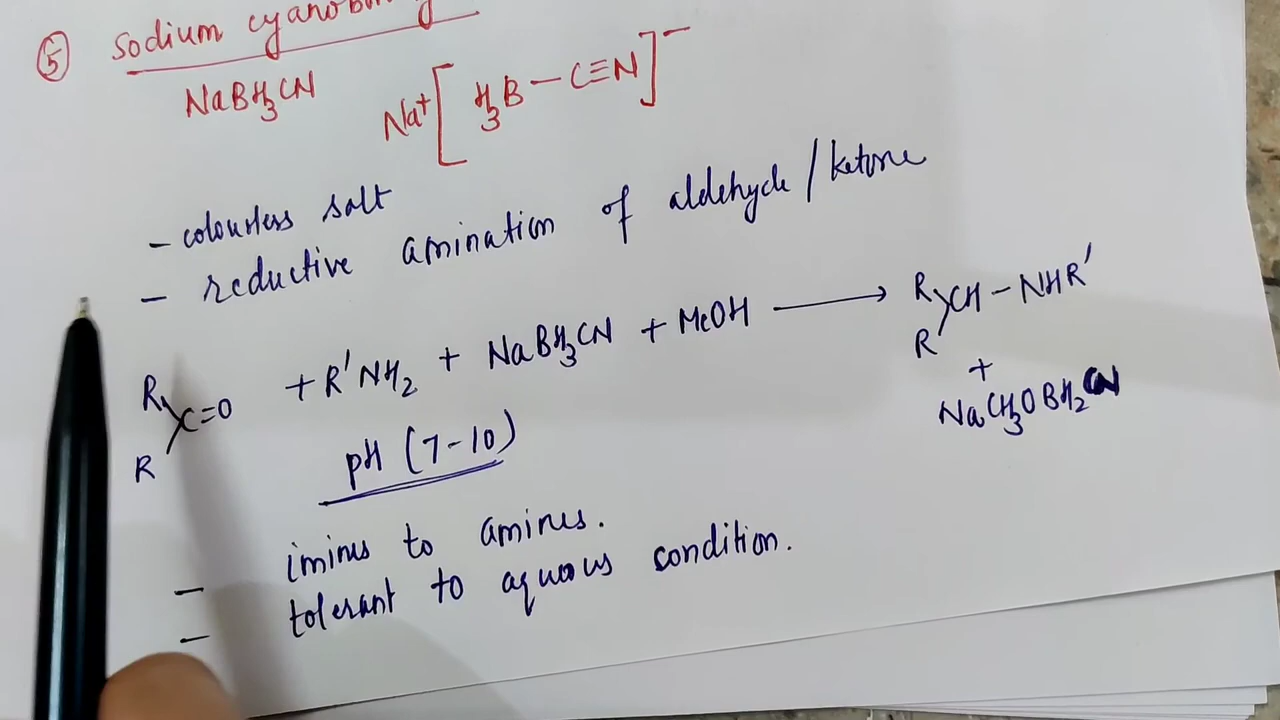 ⑤ sodium
NaBH₃CN Na⁺[H₃B-C≡N]⁻
- colourless salt
- reductive amination of aldehyde/ketone
R R C=O + R'NH₂ + NaBH₃CN + MeOH ⟶ R R CH-NHR'
+
NaCH₃OBH₂CN
pH (7-10)
- imines to amines.
- tolerant to aquous condition.